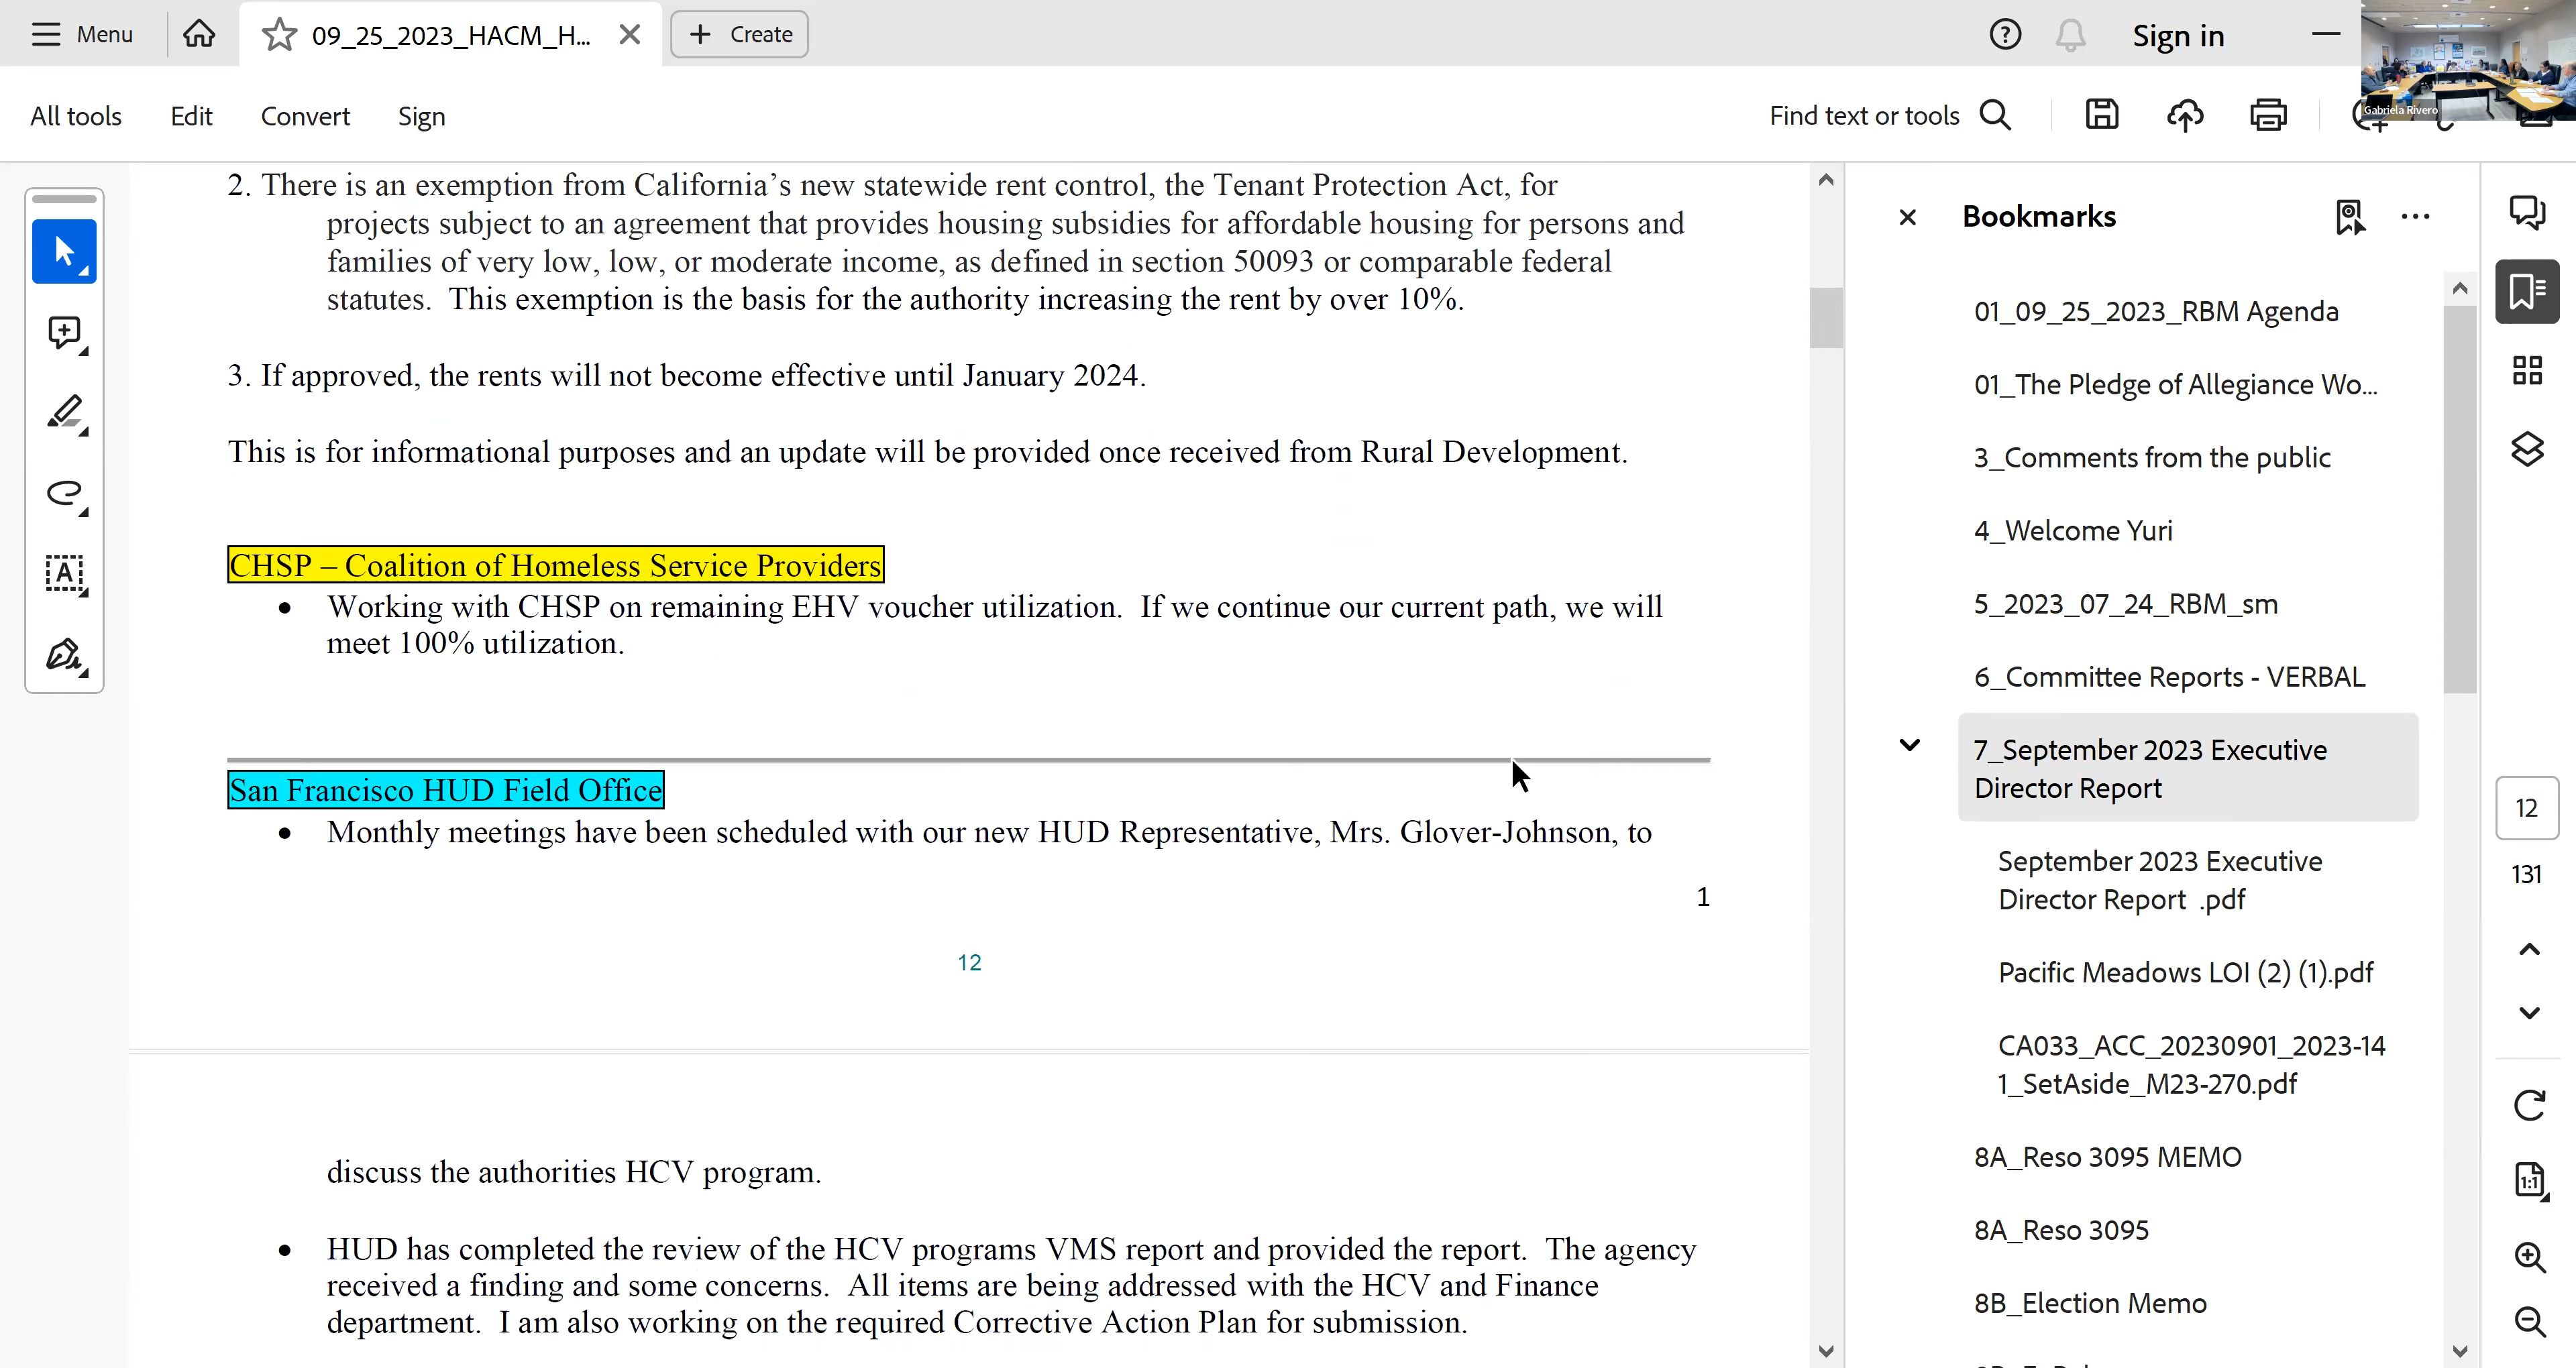 Menu
09_25_2023_HACM_H...
Create
Sign in
All tools
Edit
Convert
Sign
Find text or tools
Gabriela Rivero
2. There is an exemption from California's new statewide rent control, the Tenant Protection Act, for
projects subject to an agreement that provides housing subsidies for affordable housing for persons and
families of very low, low, or moderate income, as defined in section 50093 or comparable federal
statutes. This exemption is the basis for the authority increasing the rent by over 10%.
3. If approved, the rents will not become effective until January 2024.
This is for informational purposes and an update will be provided once received from Rural Development.
CHSP – Coalition of Homeless Service Providers
• Working with CHSP on remaining EHV voucher utilization. If we continue our current path, we will
meet 100% utilization.
San Francisco HUD Field Office
• Monthly meetings have been scheduled with our new HUD Representative, Mrs. Glover-Johnson, to
1
12
discuss the authorities HCV program.
• HUD has completed the review of the HCV programs VMS report and provided the report. The agency
received a finding and some concerns. All items are being addressed with the HCV and Finance
department. I am also working on the required Corrective Action Plan for submission.
Bookmarks
01_09_25_2023_RBM Agenda
01_The Pledge of Allegiance Wo...
3_Comments from the public
4_Welcome Yuri
5_2023_07_24_RBM_sm
6_Committee Reports - VERBAL
7_September 2023 Executive
Director Report
September 2023 Executive
Director Report .pdf
Pacific Meadows LOI (2) (1).pdf
CA033_ACC_20230901_2023-14
1_SetAside_M23-270.pdf
8A_Reso 3095 MEMO
8A_Reso 3095
8B_Election Memo
12
131
1:1